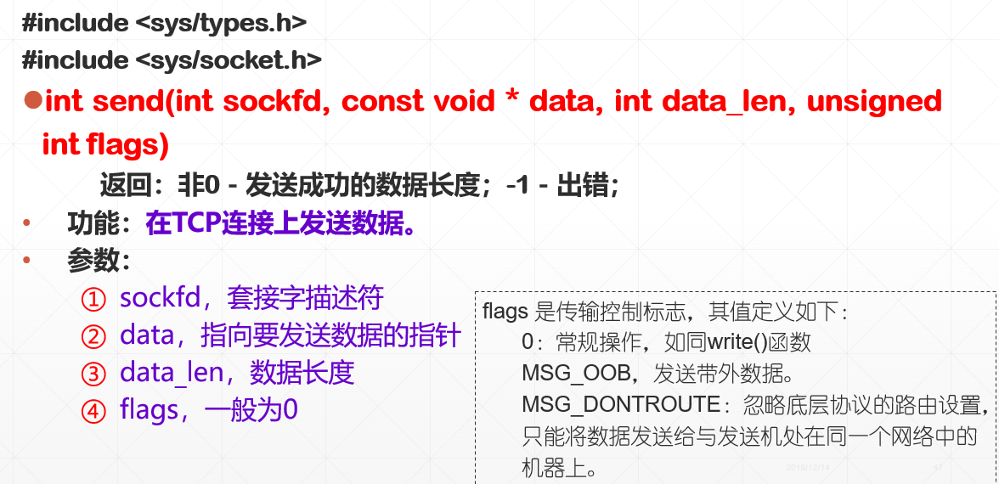 #include <sys/types.h>
#include <sys/socket.h>
●int send(int sockfd, const void * data, int data_len, unsigned
int flags)
返回：非0 - 发送成功的数据长度；-1 - 出错；
• 功能：在TCP连接上发送数据。
• 参数：
① sockfd，套接字描述符
② data，指向要发送数据的指针
③ data_len，数据长度
④ flags，一般为0
flags 是传输控制标志，其值定义如下：
0：常规操作，如同write()函数
MSG_OOB，发送带外数据。
MSG_DONTROUTE：忽略底层协议的路由设置，
只能将数据发送给与发送机处在同一个网络中的
机器上。
2019/12/14
47